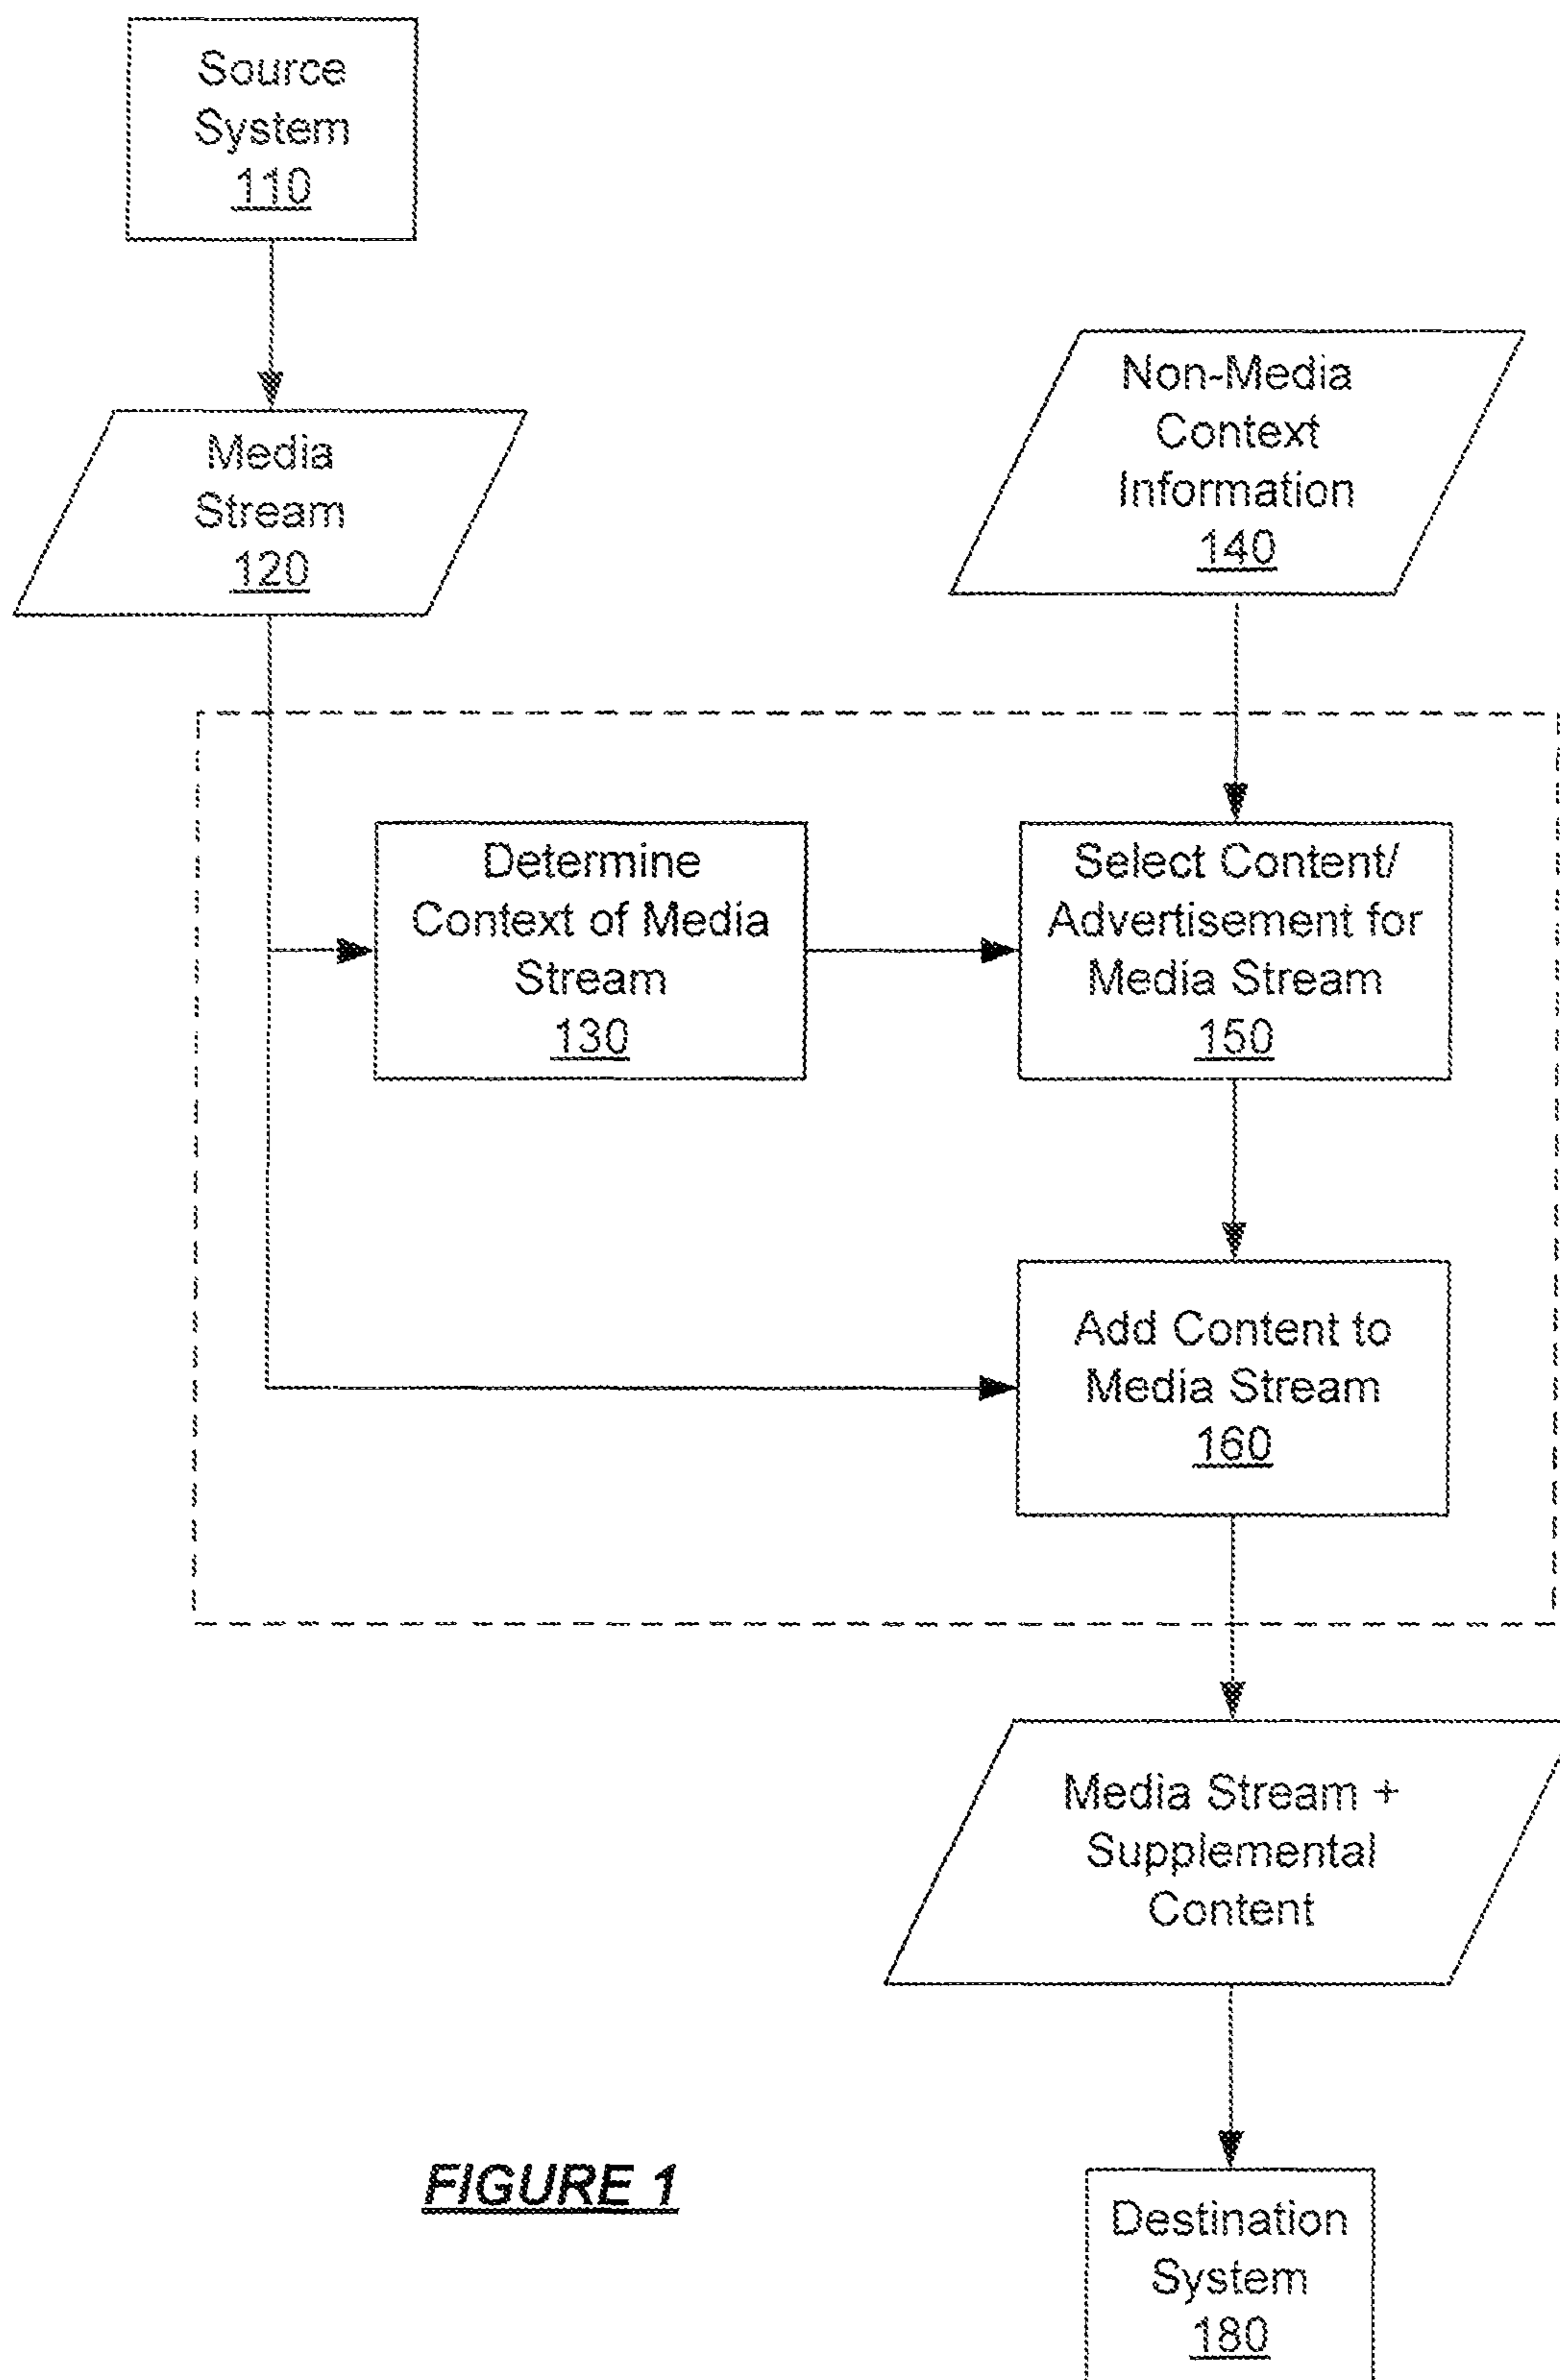 Source
System
110
Media
Stream
120
Non-Media
Context
Information
140
Determine
Context of Media
Stream
130
Select Content/
Advertisement for
Media Stream
150
Add Content to
Media Stream
160
Media Stream +
Supplemental
Content
Destination
System
180
FIGURE 1